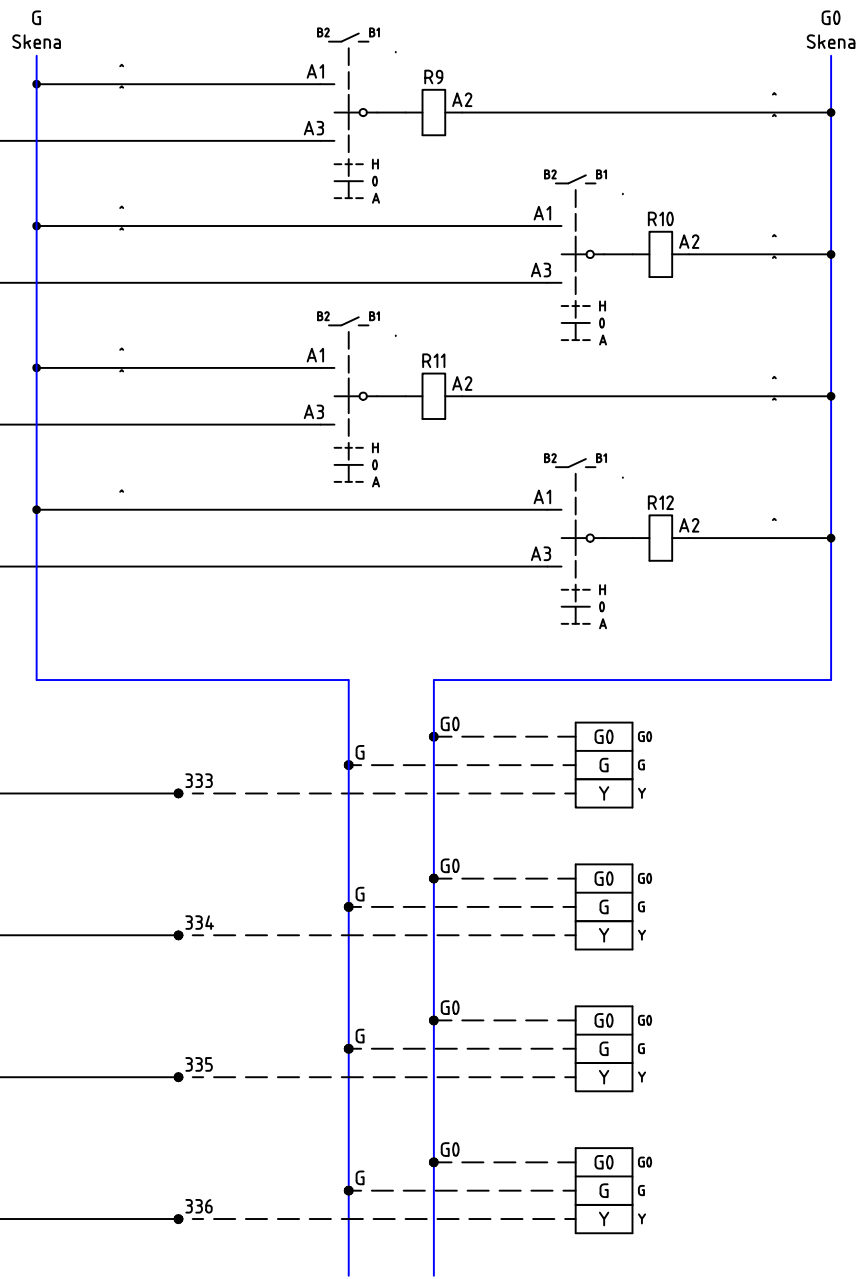 G G0
Skena Skena
B2 B1
A1 R9 A2
A3
H
0
A
B2 B1
A1 R10 A2
A3
H
0
A
B2 B1
A1 R11 A2
A3
H
0
A
B2 B1
A1 R12 A2
A3
H
0
A
G0 G0 G0
G G G
333 Y Y
G0 G0 G0
G G G
334 Y Y
G0 G0 G0
G G G
335 Y Y
G0 G0 G0
G G G
336 Y Y